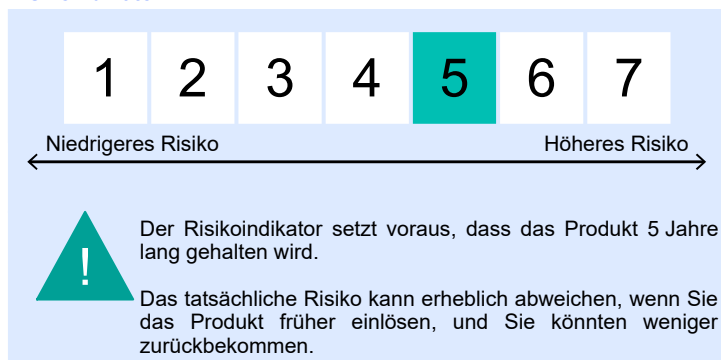 1 2 3 4 5 6 7
Niedrigeres Risiko Höheres Risiko
! Der Risikoindikator setzt voraus, dass das Produkt 5 Jahre
lang gehalten wird.
Das tatsächliche Risiko kann erheblich abweichen, wenn Sie
das Produkt früher einlösen, und Sie könnten weniger
zurückbekommen.